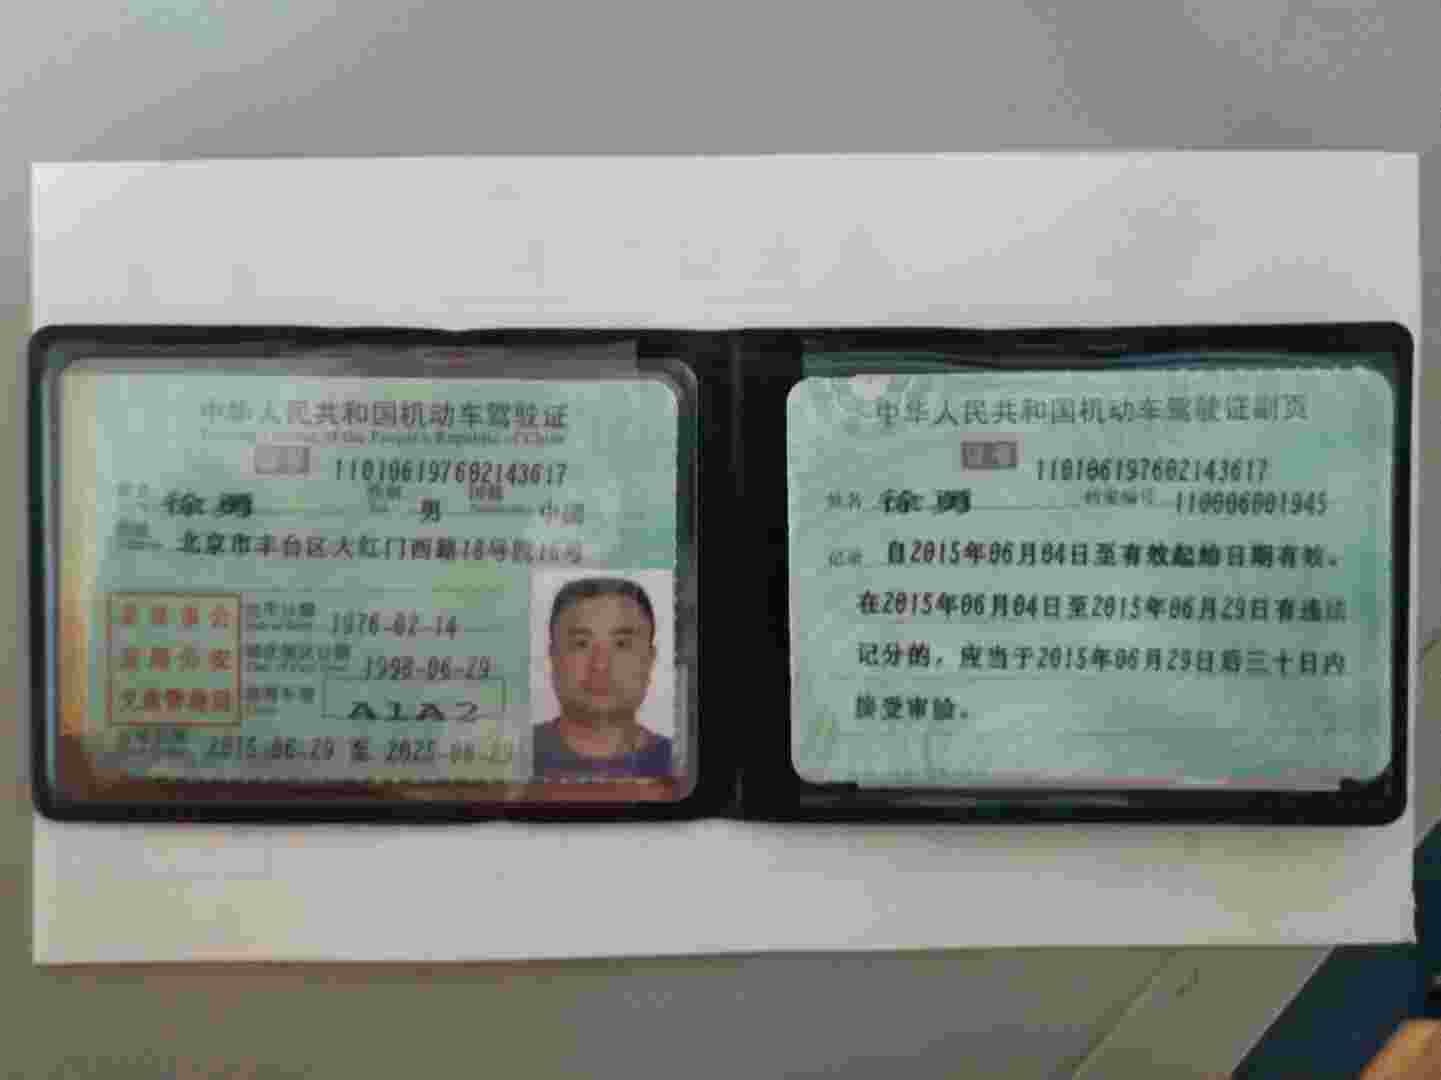 中华人民共和国机动车驾驶证
证号 110106197602143617
姓名 徐勇 性别 男 国籍 中国
北京市丰台区大红门西路18号院16号
出生日期 1976-02-14
初次领证日期 1998-06-29
准驾车型 A1A2
2015-06-29 至 2025-06-29
北京市公
安局公安
交通管理局
中华人民共和国机动车驾驶证副页
证号 110106197602143617
姓名 徐勇 档案编号 110006001945
记录 自2015年06月04日至有效起始日期有效。
在2015年06月04日至2015年06月29日有违法
记分的，应当于2015年06月29日后三十日内
接受审验。